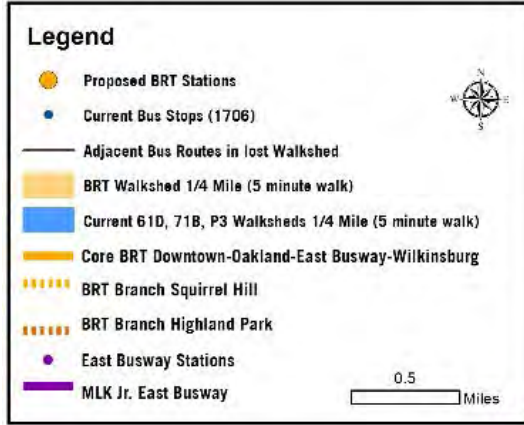 Legend
N
W E
S
Proposed BRT Stations
Current Bus Stops (1706)
Adjacent Bus Routes in lost Walkshed
BRT Walkshed 1/4 Mile (5 minute walk)
Current 61D, 71B, P3 Walksheds 1/4 Mile (5 minute walk)
Core BRT Downtown-Oakland-East Busway-Wilkinsburg
BRT Branch Squirrel Hill
BRT Branch Highland Park
East Busway Stations
MLK Jr. East Busway
0.5
Miles